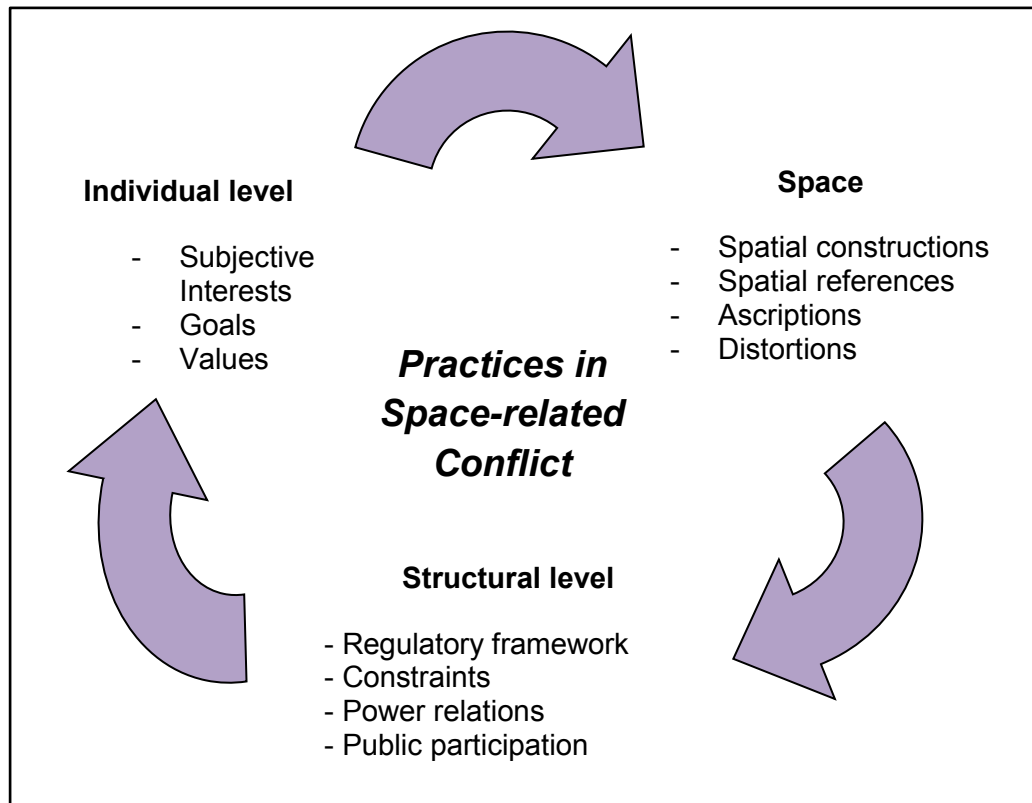 Individual level
- Subjective
Interests
- Goals
- Values
Space
- Spatial constructions
- Spatial references
- Ascriptions
- Distortions
Practices in
Space-related
Conflict
Structural level
- Regulatory framework
- Constraints
- Power relations
- Public participation